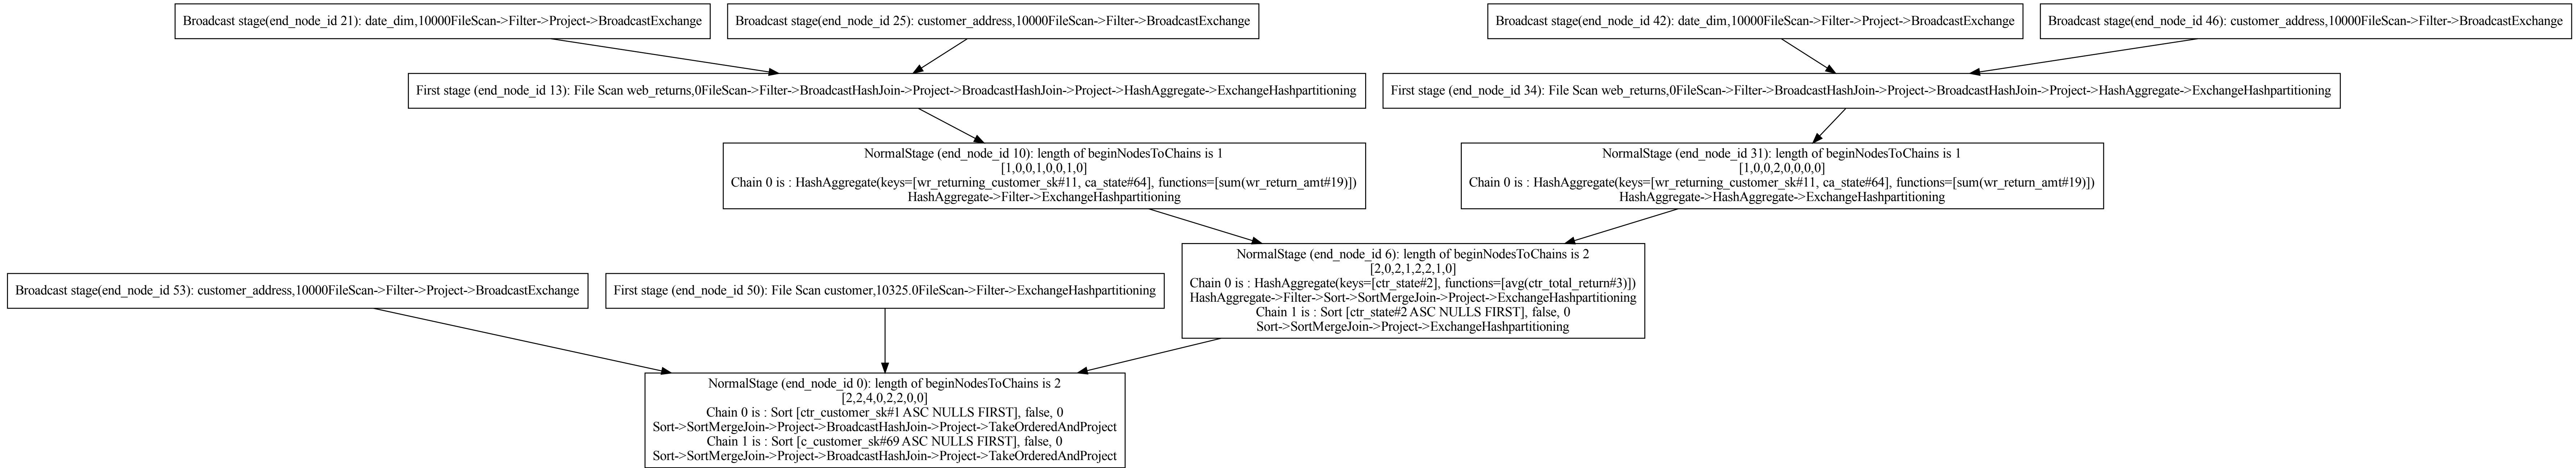 Broadcast stage(end_node_id 21): date_dim,10000FileScan->Filter->Project->BroadcastExchange
Broadcast stage(end_node_id 25): customer_address,10000FileScan->Filter->BroadcastExchange
Broadcast stage(end_node_id 42): date_dim,10000FileScan->Filter->Project->BroadcastExchange
Broadcast stage(end_node_id 46): customer_address,10000FileScan->Filter->BroadcastExchange
First stage (end_node_id 13): File Scan web_returns,0FileScan->Filter->BroadcastHashJoin->Project->BroadcastHashJoin->Project->HashAggregate->ExchangeHashpartitioning
First stage (end_node_id 34): File Scan web_returns,0FileScan->Filter->BroadcastHashJoin->Project->BroadcastHashJoin->Project->HashAggregate->ExchangeHashpartitioning
NormalStage (end_node_id 10): length of beginNodesToChains is 1
[1,0,0,1,0,0,1,0]
Chain 0 is : HashAggregate(keys=[wr_returning_customer_sk#11, ca_state#64], functions=[sum(wr_return_amt#19)])
HashAggregate->Filter->ExchangeHashpartitioning
NormalStage (end_node_id 31): length of beginNodesToChains is 1
[1,0,0,2,0,0,0,0]
Chain 0 is : HashAggregate(keys=[wr_returning_customer_sk#11, ca_state#64], functions=[sum(wr_return_amt#19)])
HashAggregate->HashAggregate->ExchangeHashpartitioning
NormalStage (end_node_id 6): length of beginNodesToChains is 2
[2,0,2,1,2,2,1,0]
Chain 0 is : HashAggregate(keys=[ctr_state#2], functions=[avg(ctr_total_return#3)])
HashAggregate->Filter->Sort->SortMergeJoin->Project->ExchangeHashpartitioning
Chain 1 is : Sort [ctr_state#2 ASC NULLS FIRST], false, 0
Sort->SortMergeJoin->Project->ExchangeHashpartitioning
Broadcast stage(end_node_id 53): customer_address,10000FileScan->Filter->Project->BroadcastExchange
First stage (end_node_id 50): File Scan customer,10325.0FileScan->Filter->ExchangeHashpartitioning
NormalStage (end_node_id 0): length of beginNodesToChains is 2
[2,2,4,0,2,2,0,0]
Chain 0 is : Sort [ctr_customer_sk#1 ASC NULLS FIRST], false, 0
Sort->SortMergeJoin->Project->BroadcastHashJoin->Project->TakeOrderedAndProject
Chain 1 is : Sort [c_customer_sk#69 ASC NULLS FIRST], false, 0
Sort->SortMergeJoin->Project->BroadcastHashJoin->Project->TakeOrderedAndProject